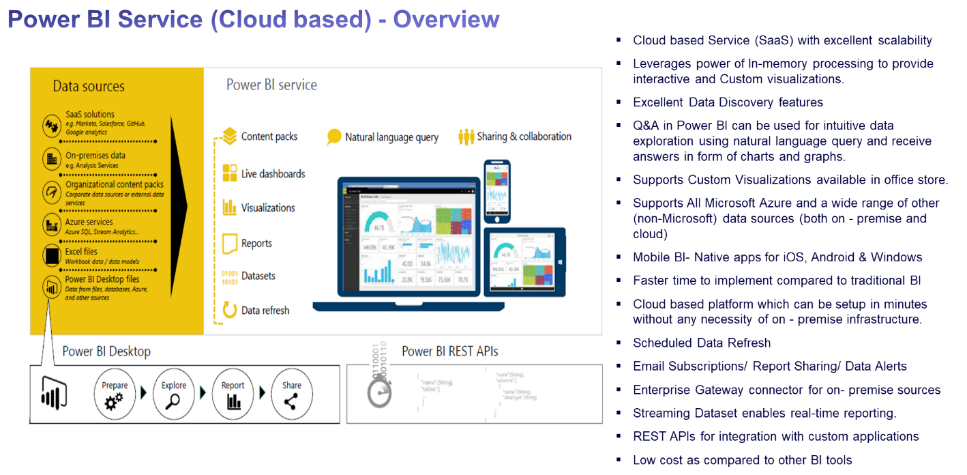 Power BI Service (Cloud based) - Overview
Data sources
SaaS solutions
e.g. Marketo, Salesforce, GitHub,
Google analytics
On-premises data
e.g. Analysis Services
Organizational content packs
Corporate data sources or external data
services
Azure services
Azure SQL, Stream Analytics...
Excel files
Workbook data / data models
Power BI Desktop files
Data from files, databases, Azure,
and other sources
Power BI service
Content packs
Live dashboards
Visualizations
Reports
01001
10101
Datasets
Data refresh
Natural language query
Sharing & collaboration
Power BI Desktop
Prepare
Explore
Report
Share
Power BI REST APIs
▪ Cloud based Service (SaaS) with excellent scalability
▪ Leverages power of In-memory processing to provide
interactive and Custom visualizations.
▪ Excellent Data Discovery features
▪ Q&A in Power BI can be used for intuitive data
exploration using natural language query and receive
answers in form of charts and graphs.
▪ Supports Custom Visualizations available in office store.
▪ Supports All Microsoft Azure and a wide range of other
(non-Microsoft) data sources (both on - premise and
cloud)
▪ Mobile BI- Native apps for iOS, Android & Windows
▪ Faster time to implement compared to traditional BI
▪ Cloud based platform which can be setup in minutes
without any necessity of on - premise infrastructure.
▪ Scheduled Data Refresh
▪ Email Subscriptions/ Report Sharing/ Data Alerts
▪ Enterprise Gateway connector for on- premise sources
▪ Streaming Dataset enables real-time reporting.
▪ REST APIs for integration with custom applications
▪ Low cost as compared to other BI tools